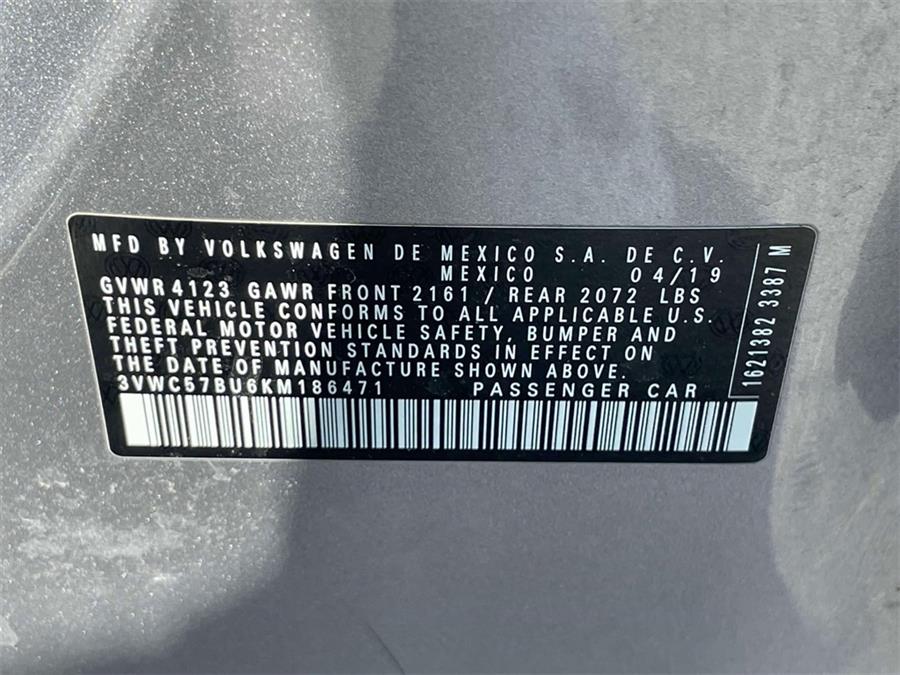 MFD BY VOLKSWAGEN DE MEXICO S.A. DE C.V.
MEXICO 04/19
GVWR 4123 GAWR FRONT 2161 / REAR 2072 LBS
THIS VEHICLE CONFORMS TO ALL APPLICABLE U.S.
FEDERAL MOTOR VEHICLE SAFETY, BUMPER AND
THEFT PREVENTION STANDARDS IN EFFECT ON
THE DATE OF MANUFACTURE SHOWN ABOVE.
3VWC57BU6KM186471 PASSENGER CAR
1621382 3387 M